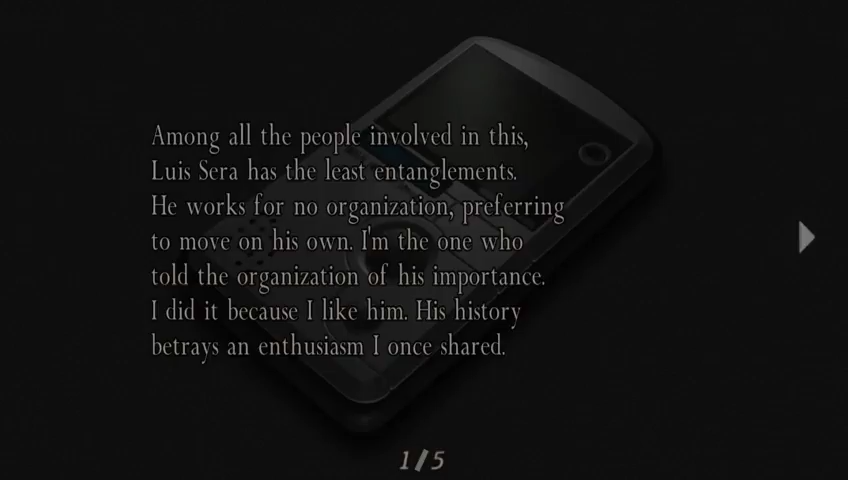 Among all the people involved in this,
Luis Sera has the least entanglements.
He works for no organization, preferring
to move on his own. I'm the one who
told the organization of his importance.
I did it because I like him. His history
betrays an enthusiasm I once shared.
1/5